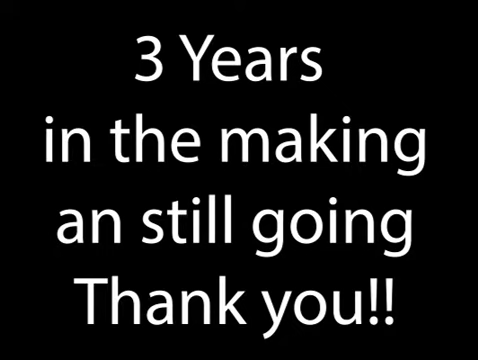 3 Years
in the making
an still going
Thank you!!